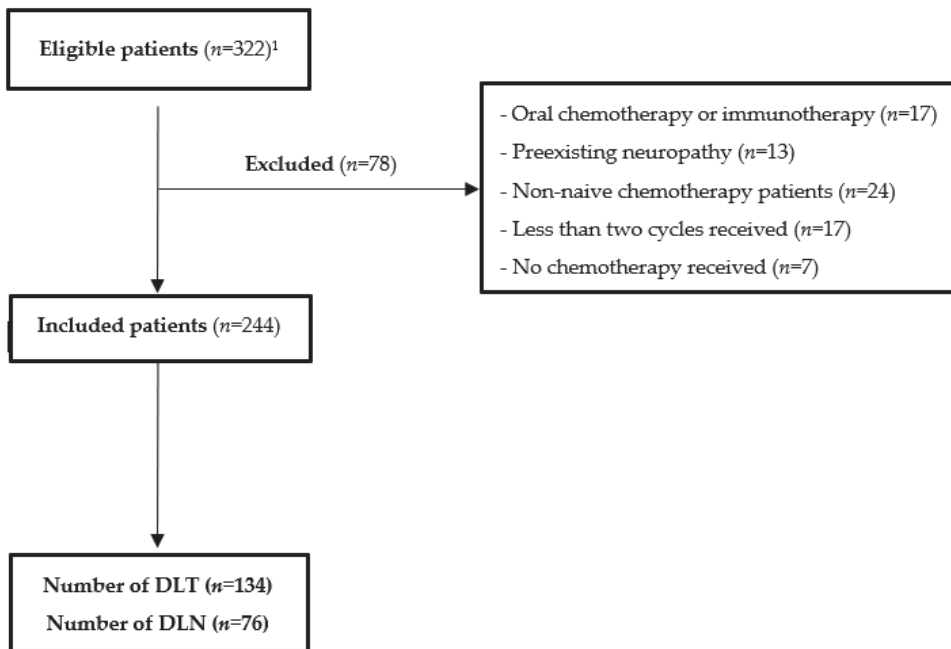 Eligible patients (n=322)¹
Excluded (n=78)
- Oral chemotherapy or immunotherapy (n=17)
- Preexisting neuropathy (n=13)
- Non-naive chemotherapy patients (n=24)
- Less than two cycles received (n=17)
- No chemotherapy received (n=7)
Included patients (n=244)
Number of DLT (n=134)
Number of DLN (n=76)